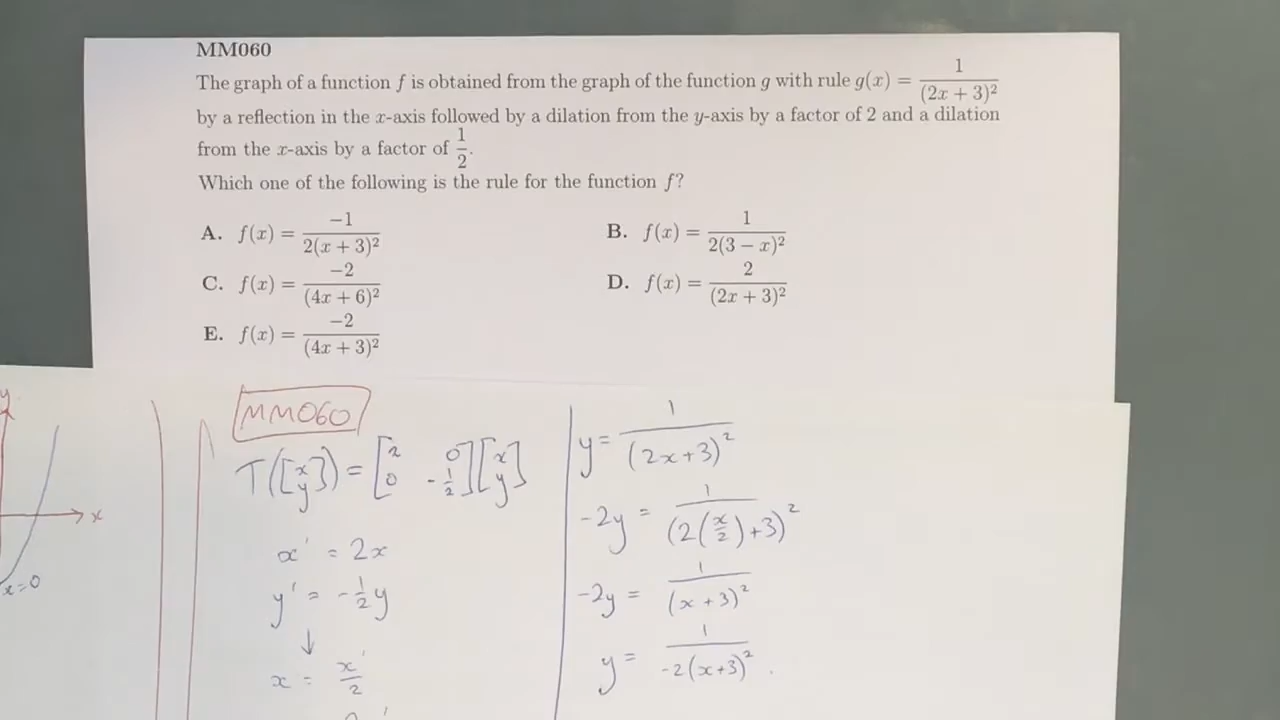 MM060
The graph of a function f is obtained from the graph of the function g with rule g(x) = 1/(2x + 3)²
by a reflection in the x-axis followed by a dilation from the y-axis by a factor of 2 and a dilation
from the x-axis by a factor of 1/2.
Which one of the following is the rule for the function f?
A. f(x) = -1/2(x + 3)² B. f(x) = 1/2(3 − x)²
C. f(x) = -2/(4x + 6)² D. f(x) = 2/(2x + 3)²
E. f(x) = -2/(4x + 3)²
y
x
x=0
MM060
T([x y]) = [2 0 0 -1/2][x y]
x' = 2x
y' = -1/2 y
↓
x = x'/2
y = 1/(2x+3)²
-2y = 1/(2(x/2)+3)²
-2y = 1/(x+3)²
y = 1/-2(x+3)².